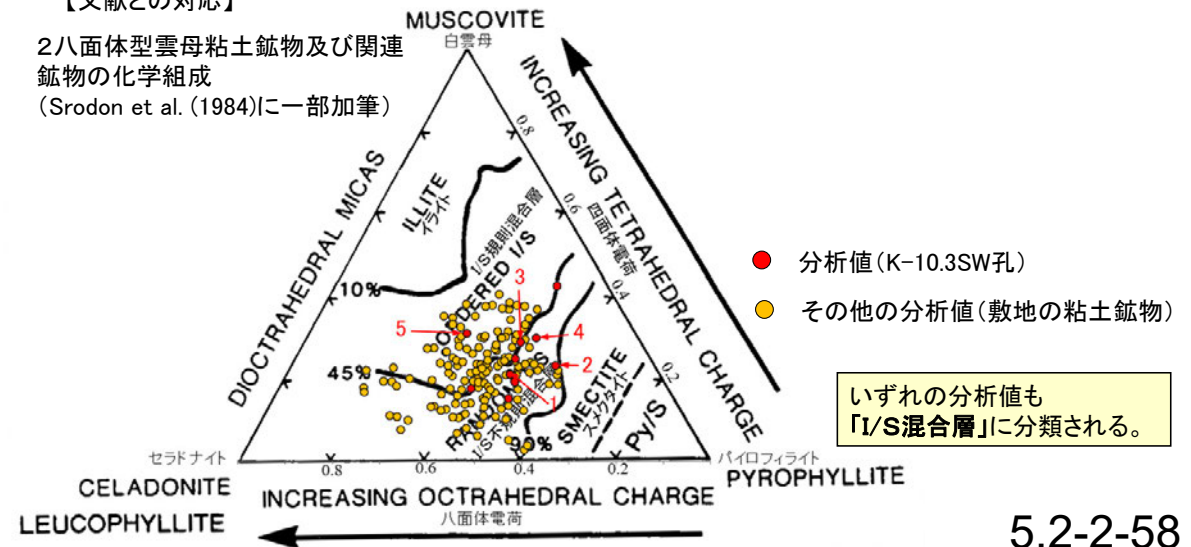 【文献との対応】
2八面体型雲母粘土鉱物及び関連
鉱物の化学組成
(Srodon et al. (1984)に一部加筆)
MUSCOVITE
白雲母
INCREASING TETRAHEDRAL CHARGE
四面体電荷
0.8
0.6
0.4
0.2
DIOCTRAHEDRAL MICAS
ILLITE
イライト
I/S規則混合層
ORDERED I/S
10%
45%
90%
3
5
4
2
1
I/S不規則混合層
SMECTITE
スメクタイト
Py/S
セラドナイト
CELADONITE
LEUCOPHYLLITE
0.8
0.6
0.4
0.2
INCREASING OCTRAHEDRAL CHARGE
八面体電荷
パイロフィライト
PYROPHYLLITE
分析値(K-10.3SW孔)
その他の分析値(敷地の粘土鉱物)
いずれの分析値も
「I/S混合層」に分類される。
5.2-2-58